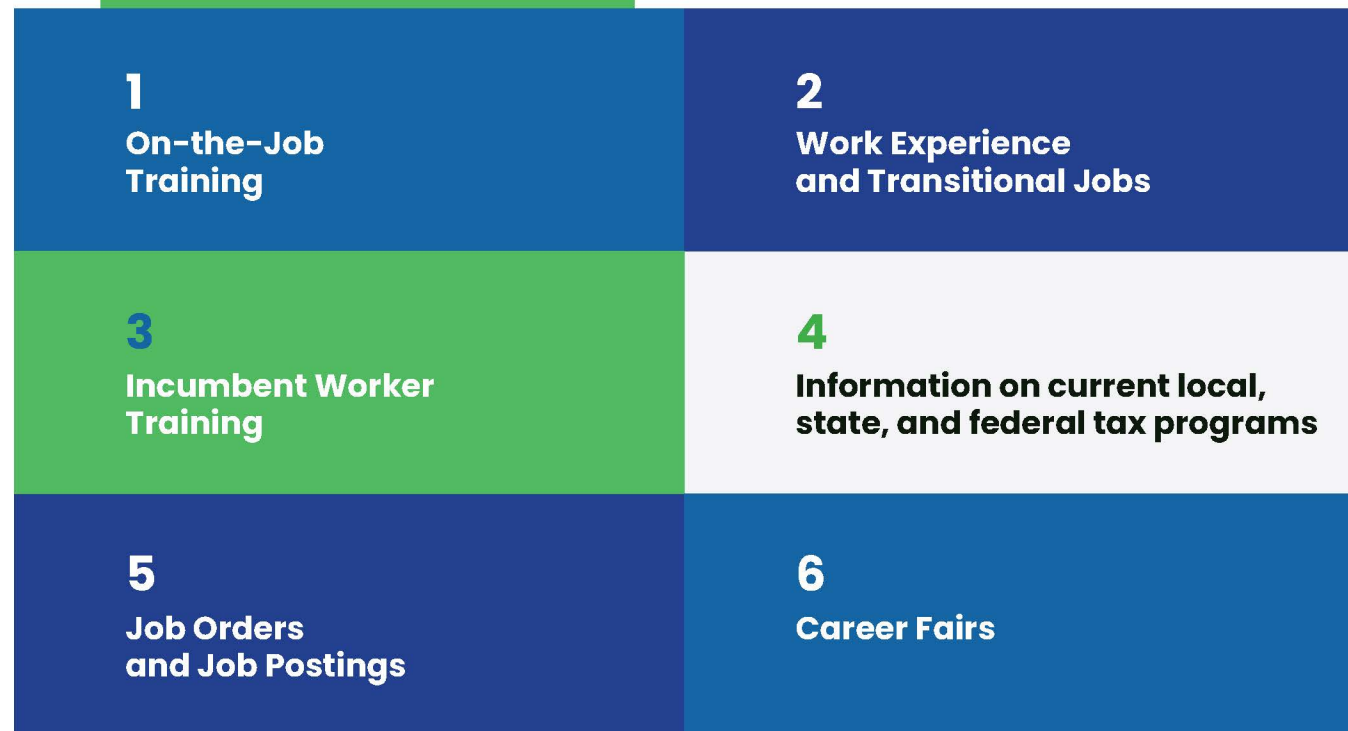 1
On-the-Job
Training
2
Work Experience
and Transitional Jobs
3
Incumbent Worker
Training
4
Information on current local,
state, and federal tax programs
5
Job Orders
and Job Postings
6
Career Fairs